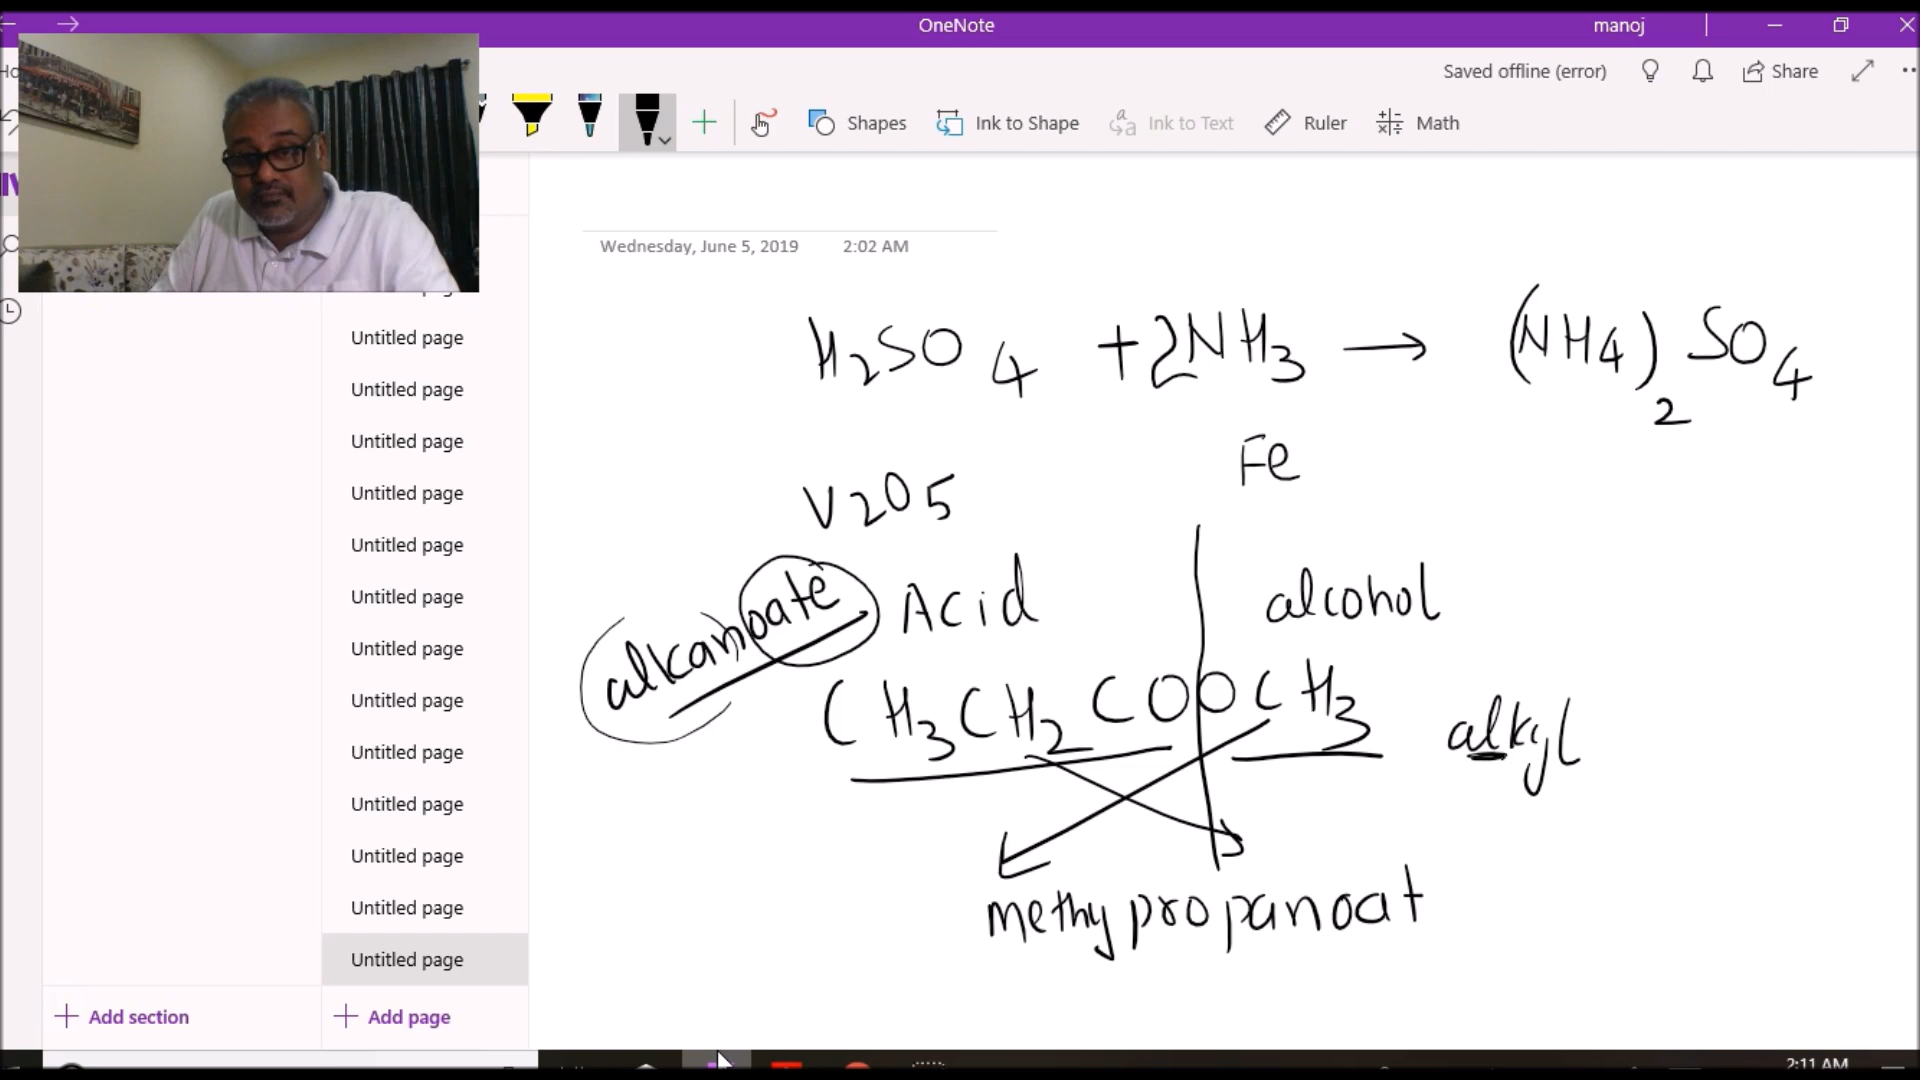 OneNote
manoj
Saved offline (error)
Share
Shapes
Ink to Shape
Ink to Text
Ruler
Math
Wednesday, June 5, 2019 2:02 AM
H2SO4 +2NH3 → (NH4)2 SO4
Fe
V2O5
alkanoate
Acid
alcohol
CH3CH2COOCH3
alkyl
methy propanoat
Untitled page
Untitled page
Untitled page
Untitled page
Untitled page
Untitled page
Untitled page
Untitled page
Untitled page
Untitled page
Untitled page
Untitled page
Untitled page
Add section
Add page
2:11 AM